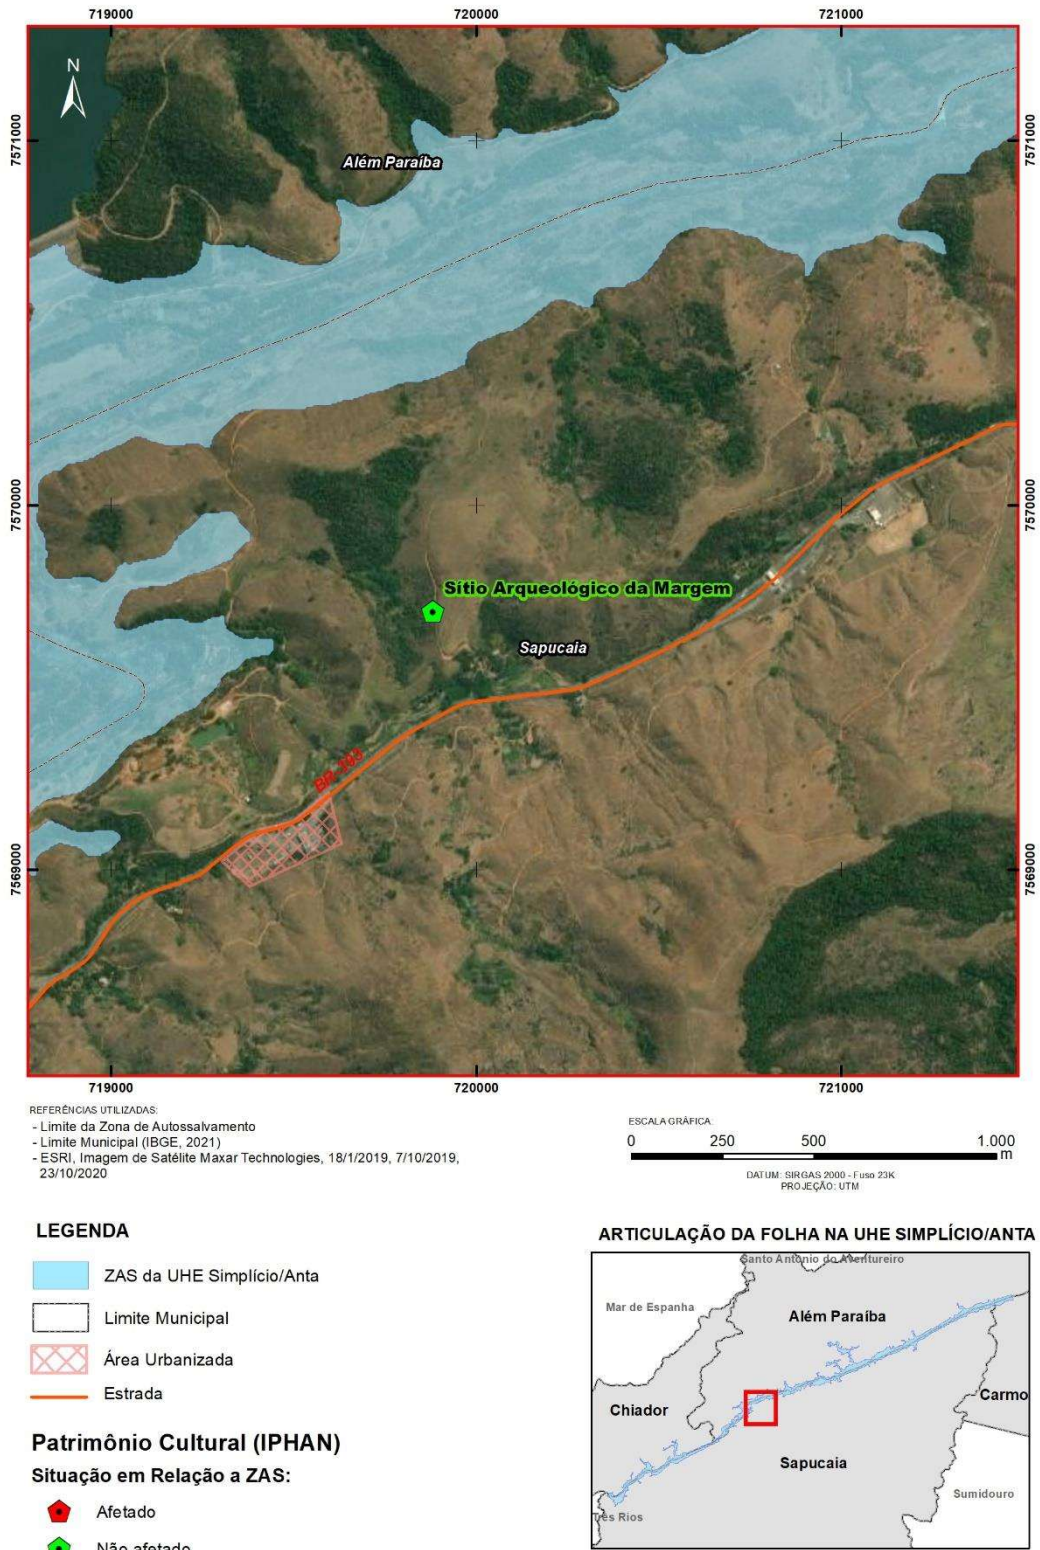 719000
720000
721000
N
7571000
7571000
Além Paraíba
7570000
7570000
Sítio Arqueológico da Margem
Sapucaia
BR-393
7569000
7569000
719000
720000
721000
REFERÊNCIAS UTILIZADAS:
- Limite da Zona de Autossalvamento
- Limite Municipal (IBGE, 2021)
- ESRI, Imagem de Satélite Maxar Technologies, 18/1/2019, 7/10/2019,
23/10/2020
ESCALA GRÁFICA:
0 250 500 1.000
m
DATUM: SIRGAS 2000 - Fuso 23K
PROJEÇÃO: UTM
LEGENDA
ZAS da UHE Simplício/Anta
Limite Municipal
Área Urbanizada
Estrada
Patrimônio Cultural (IPHAN)
Situação em Relação a ZAS:
Afetado
Não afetado
ARTICULAÇÃO DA FOLHA NA UHE SIMPLÍCIO/ANTA
Santo Antônio do Aventureiro
Mar de Espanha
Além Paraíba
Chiador
Carmo
Sapucaia
Sumidouro
Três Rios